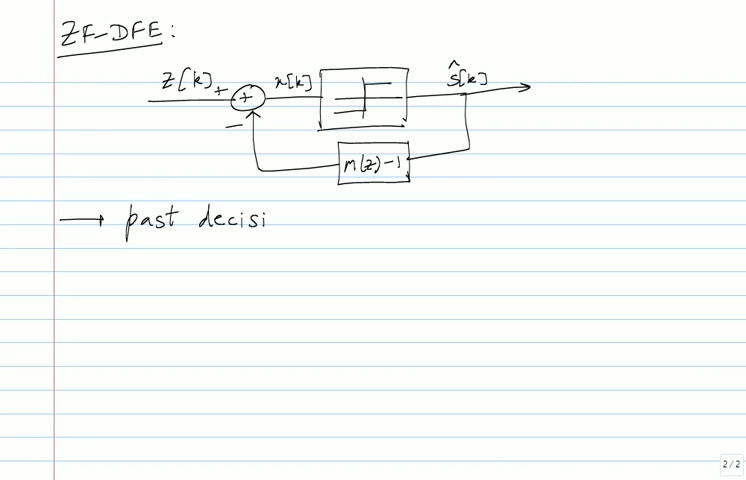 ZF-DFE:
z[k] + + x[k] ŝ[k]
−
M(z)-1
→ past decisi
2/2